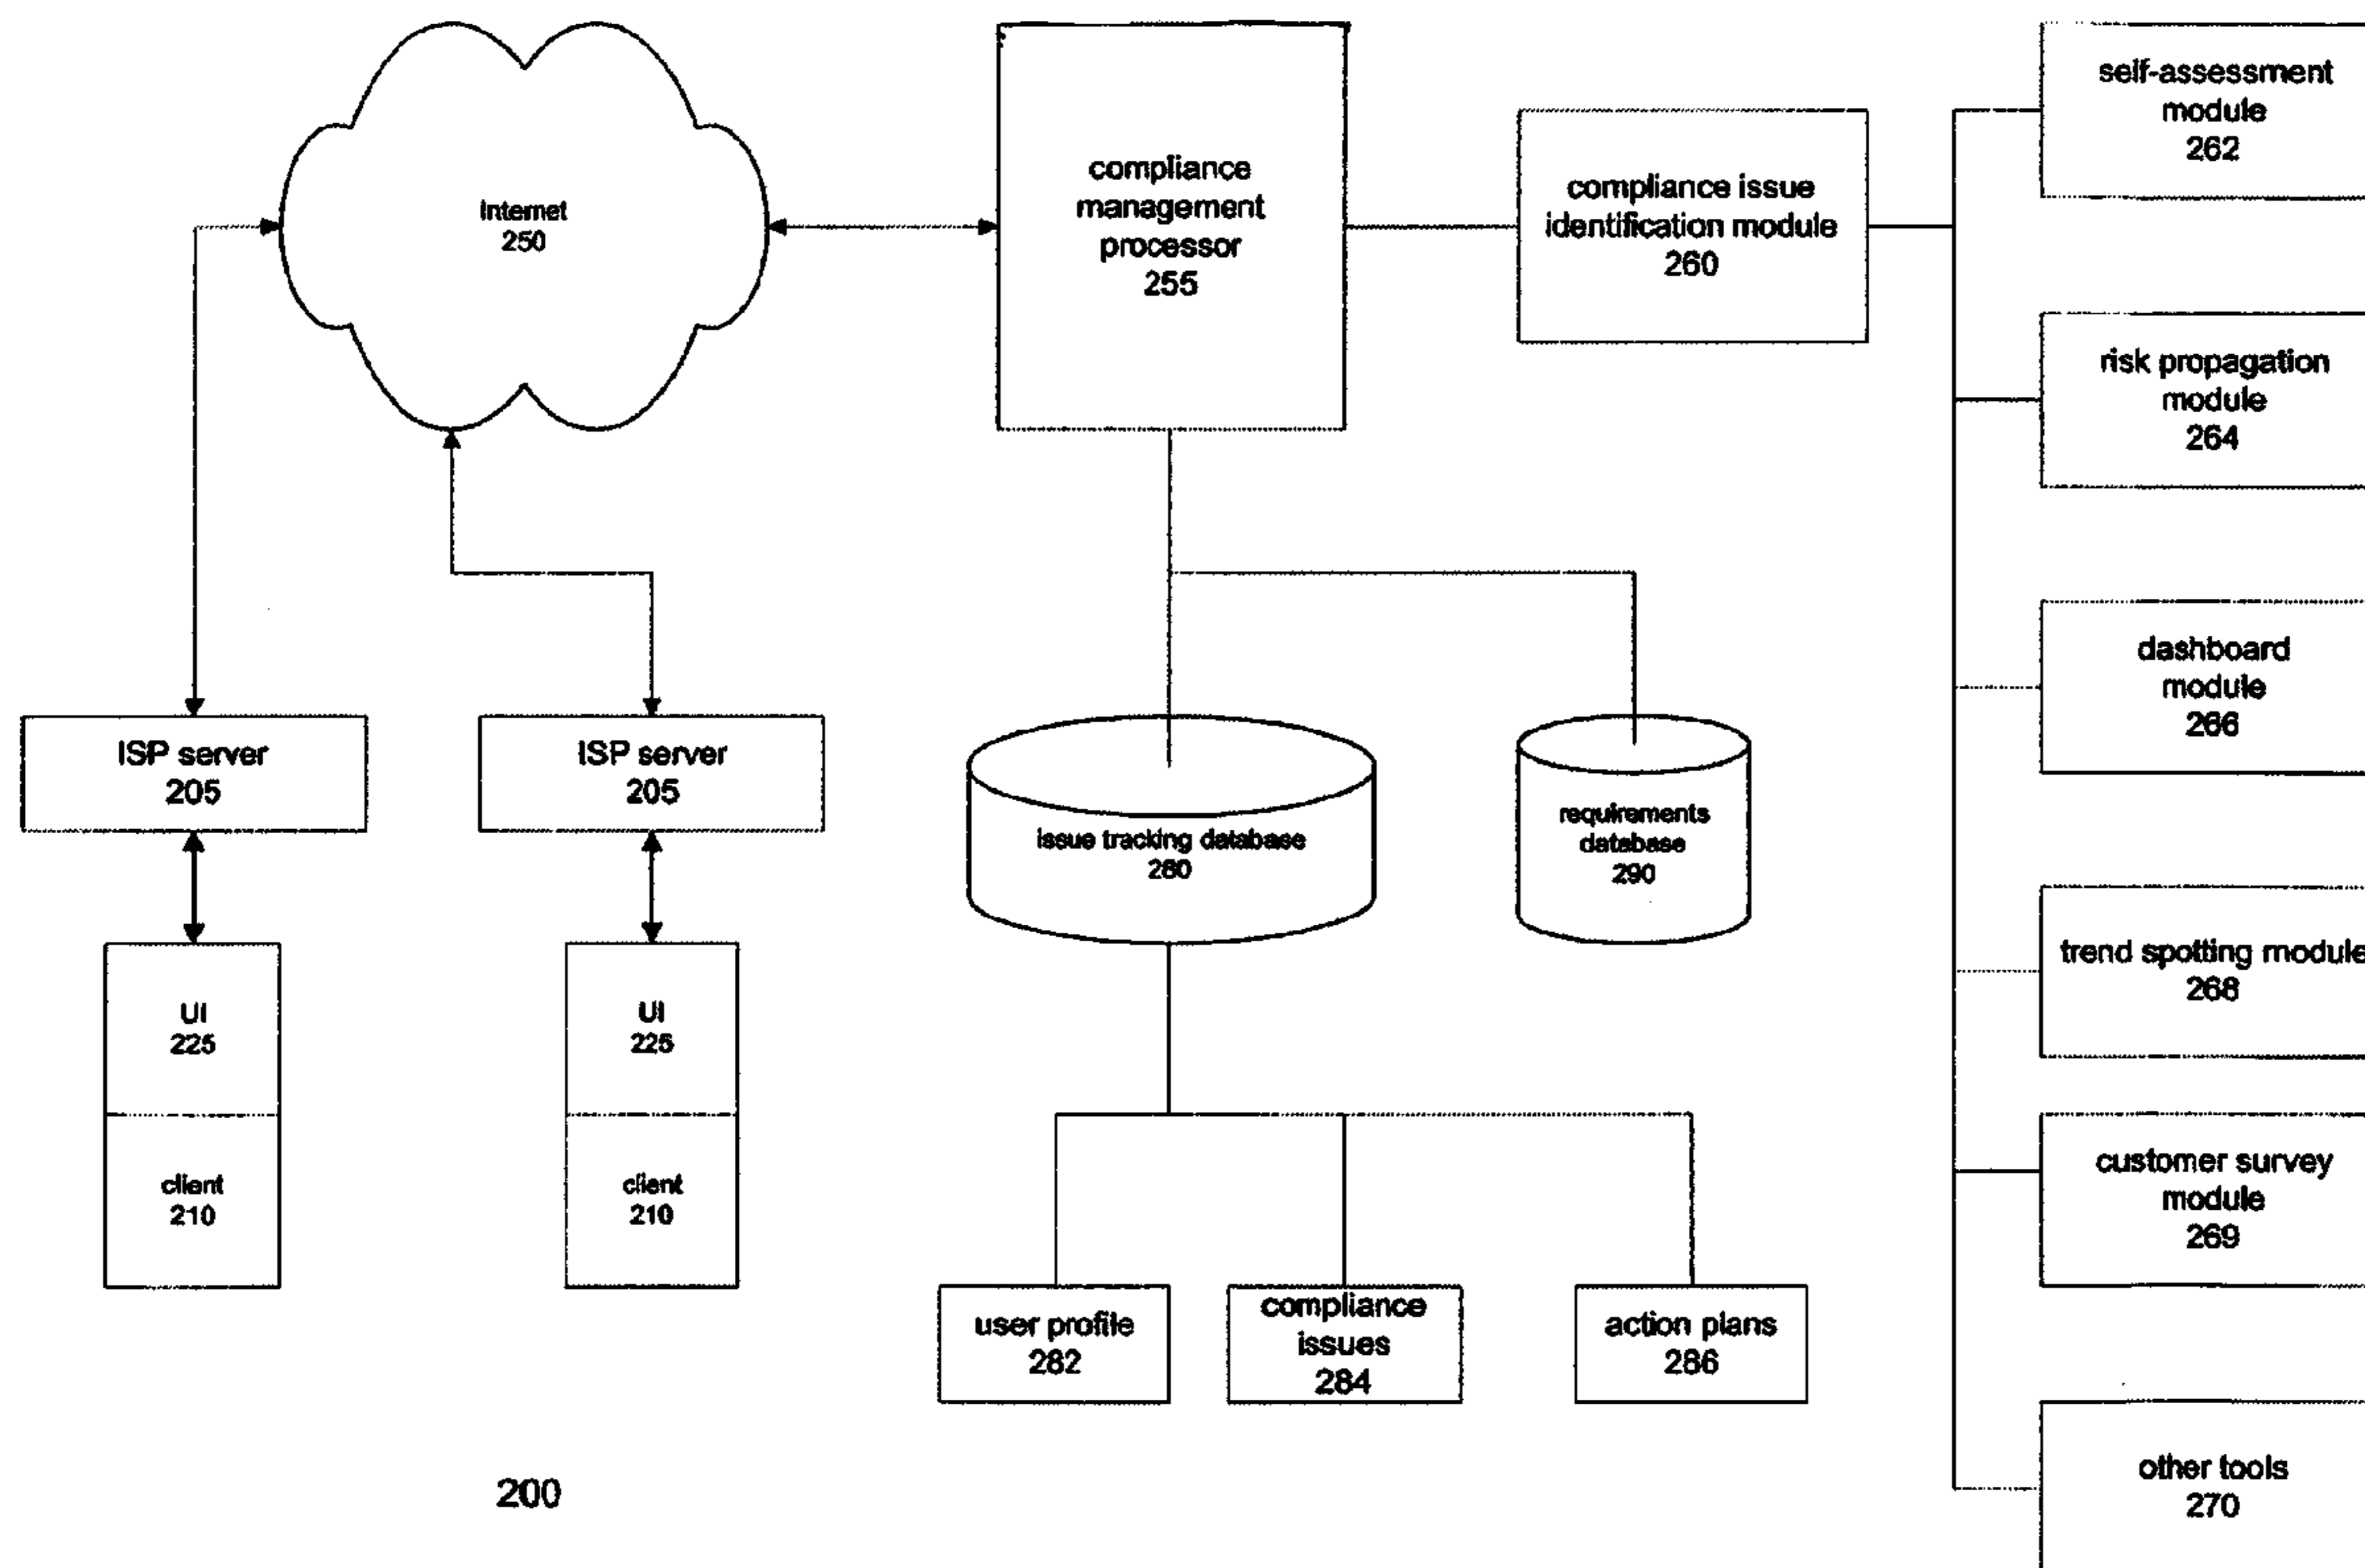 Internet
250
compliance
management
processor
255
compliance issue
identification module
260
self-assessment
module
262
risk propagation
module
264
dashboard
module
266
trend spotting module
268
customer survey
module
269
other tools
270
ISP server
205
ISP server
205
UI
225
client
210
UI
225
client
210
issue tracking database
280
requirements
database
290
user profile
282
compliance
issues
284
action plans
286
200